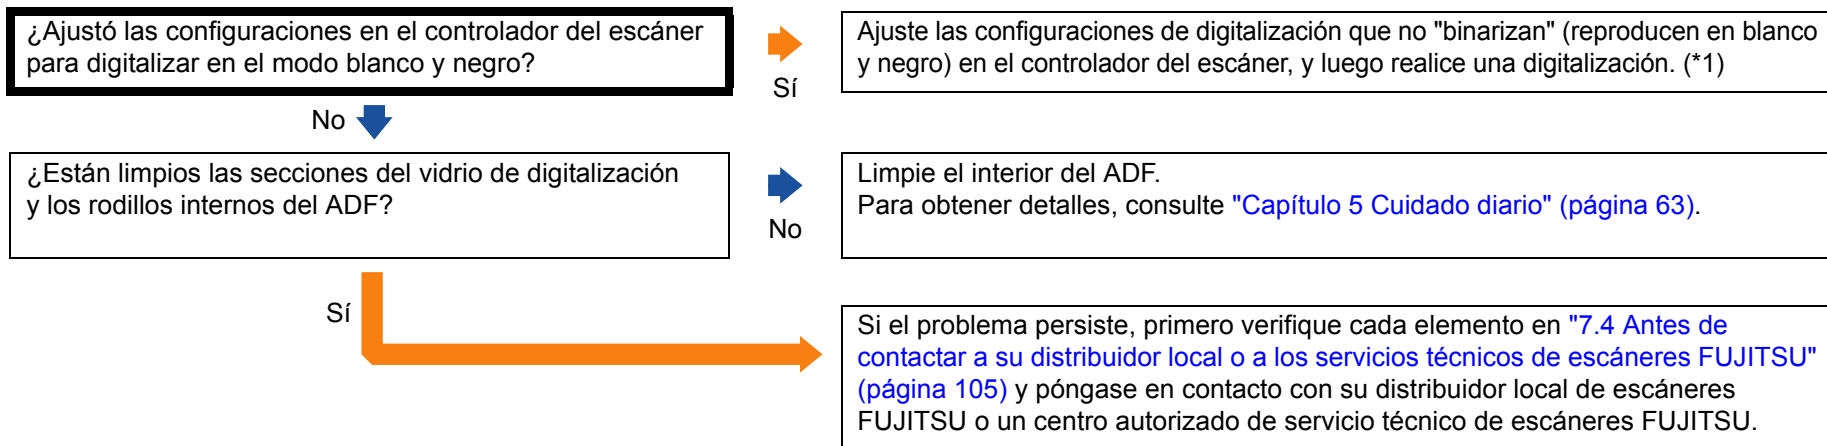 ¿Ajustó las configuraciones en el controlador del escáner
para digitalizar en el modo blanco y negro?
Sí
Ajuste las configuraciones de digitalización que no "binarizan" (reproducen en blanco
y negro) en el controlador del escáner, y luego realice una digitalización. (*1)
No
¿Están limpios las secciones del vidrio de digitalización
y los rodillos internos del ADF?
No
Limpie el interior del ADF.
Para obtener detalles, consulte "Capítulo 5 Cuidado diario" (página 63).
Sí
Si el problema persiste, primero verifique cada elemento en "7.4 Antes de
contactar a su distribuidor local o a los servicios técnicos de escáneres FUJITSU"
(página 105) y póngase en contacto con su distribuidor local de escáneres
FUJITSU o un centro autorizado de servicio técnico de escáneres FUJITSU.